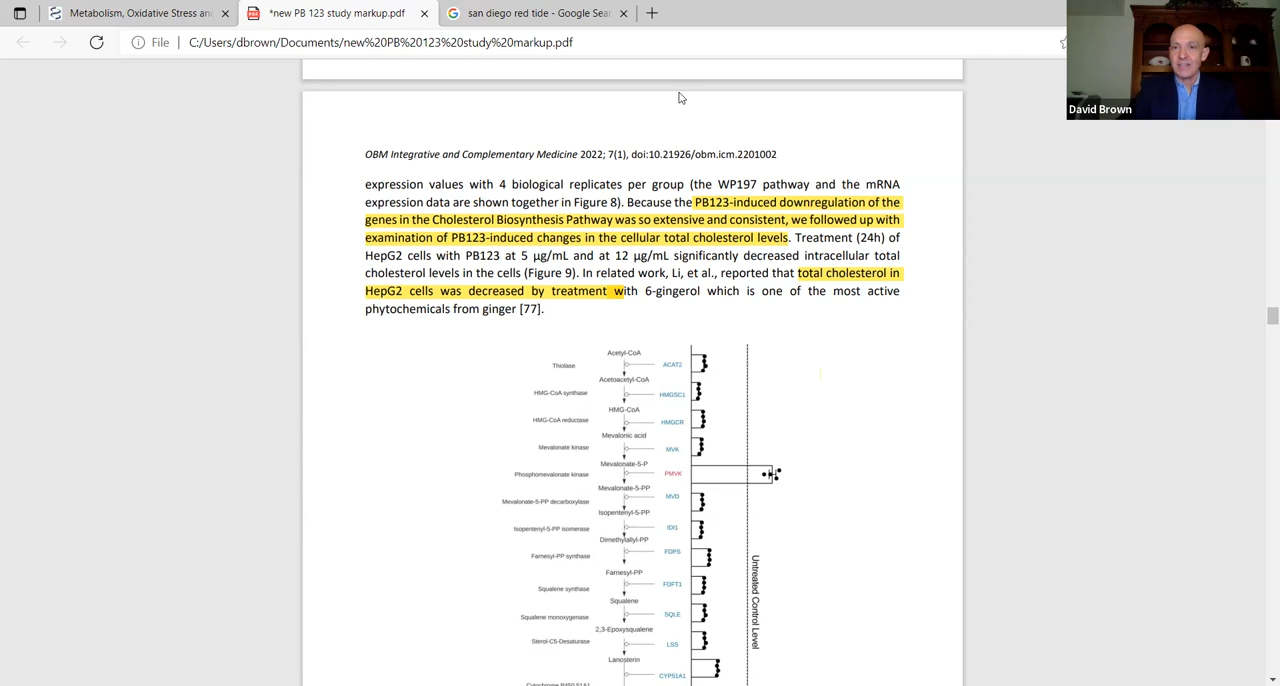 Metabolism, Oxidative Stress and
*new PB 123 study markup.pdf
san diego red tide - Google Sear
File
C:/Users/dbrown/Documents/new%20PB%20123%20study%20markup.pdf
David Brown
OBM Integrative and Complementary Medicine 2022; 7(1), doi:10.21926/obm.icm.2201002
expression values with 4 biological replicates per group (the WP197 pathway and the mRNA
expression data are shown together in Figure 8). Because the PB123-induced downregulation of the
genes in the Cholesterol Biosynthesis Pathway was so extensive and consistent, we followed up with
examination of PB123-induced changes in the cellular total cholesterol levels. Treatment (24h) of
HepG2 cells with PB123 at 5 µg/mL and at 12 µg/mL significantly decreased intracellular total
cholesterol levels in the cells (Figure 9). In related work, Li, et al., reported that total cholesterol in
HepG2 cells was decreased by treatment with 6-gingerol which is one of the most active
phytochemicals from ginger [77].
Acetyl-CoA
Thiolase
ACAT2
Acetoacetyl-CoA
HMG-CoA synthase
HMGSC1
HMG-CoA
HMG-CoA reductase
HMGCR
Mevalonic acid
Mevalonate kinase
MVK
Mevalonate-5-P
Phosphomevalonate kinase
PMVK
Mevalonate-5-PP
Mevalonate-5-PP decarboxylase
MVD
Isopentenyl-5-PP
Isopentenyl-5-PP isomerase
IDI1
Dimethylallyl-PP
Farnesyl-PP synthase
FDPS
Farnesyl-PP
Squalene synthase
FDFT1
Squalene
Squalene monoxygenase
SQLE
2,3-Epoxysqualene
Sterol-C5-Desaturase
LSS
Lanosterin
CYP51A1
Cytochrome P450 51A1
Untreated Control Level